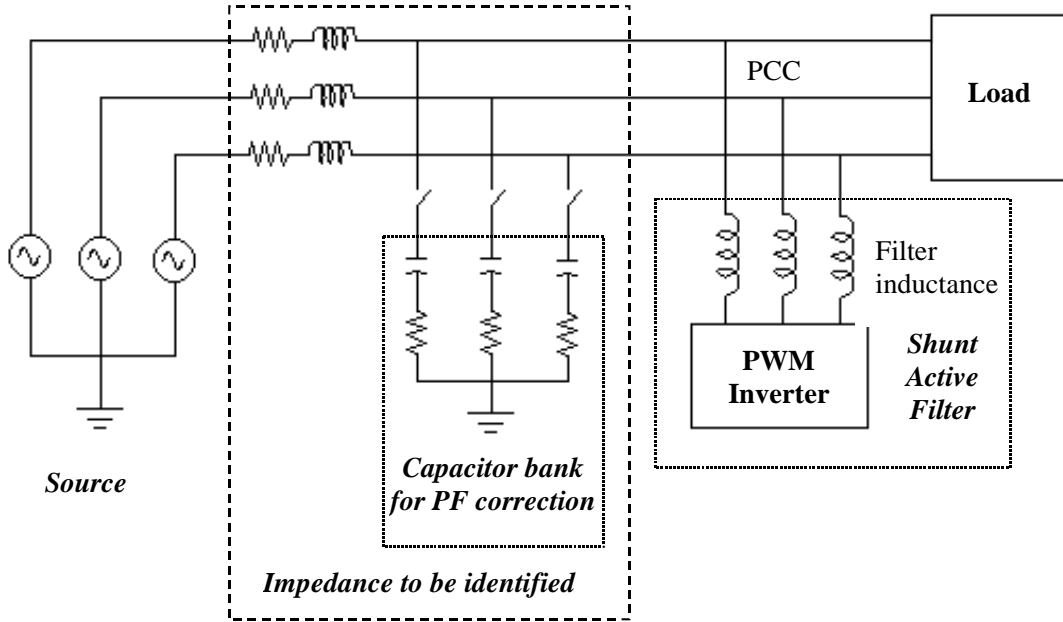 PCC
Load
Filter
inductance
PWM
Inverter
Shunt
Active
Filter
Source
Capacitor bank
for PF correction
Impedance to be identified